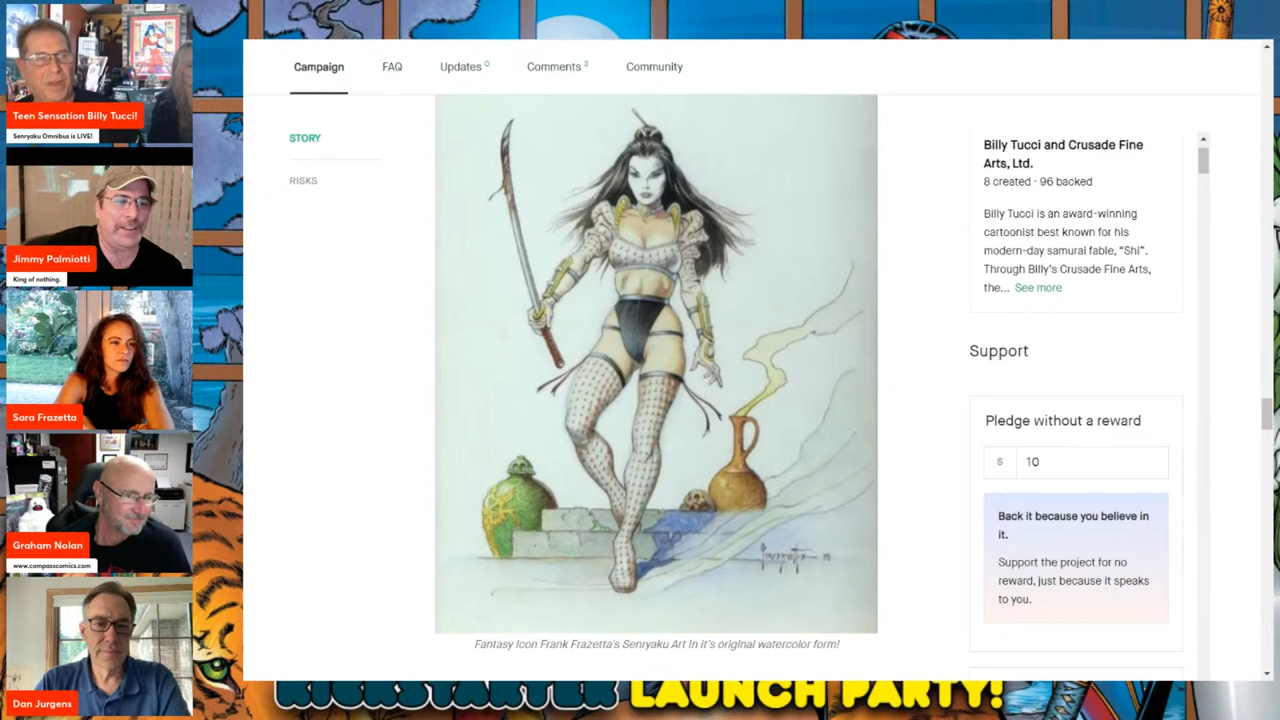 Teen Sensation Billy Tucci!
Senryaku Omnibus is LIVE!
Jimmy Palmiotti
King of nothing.
Sara Frazetta
Graham Nolan
www.compasscomics.com
Dan Jurgens
Campaign
FAQ
Updates 0
Comments 3
Community
STORY
RISKS
Fantasy Icon Frank Frazetta's Senryaku Art in it's original watercolor form!
Billy Tucci and Crusade Fine
Arts, Ltd.
8 created · 96 backed
Billy Tucci is an award-winning
cartoonist best known for his
modern-day samurai fable, “Shi”.
Through Billy’s Crusade Fine Arts,
the... See more
Support
Pledge without a reward
$ 10
Back it because you believe in
it.
Support the project for no
reward, just because it speaks
to you.
KICKSTARTER LAUNCH PARTY!